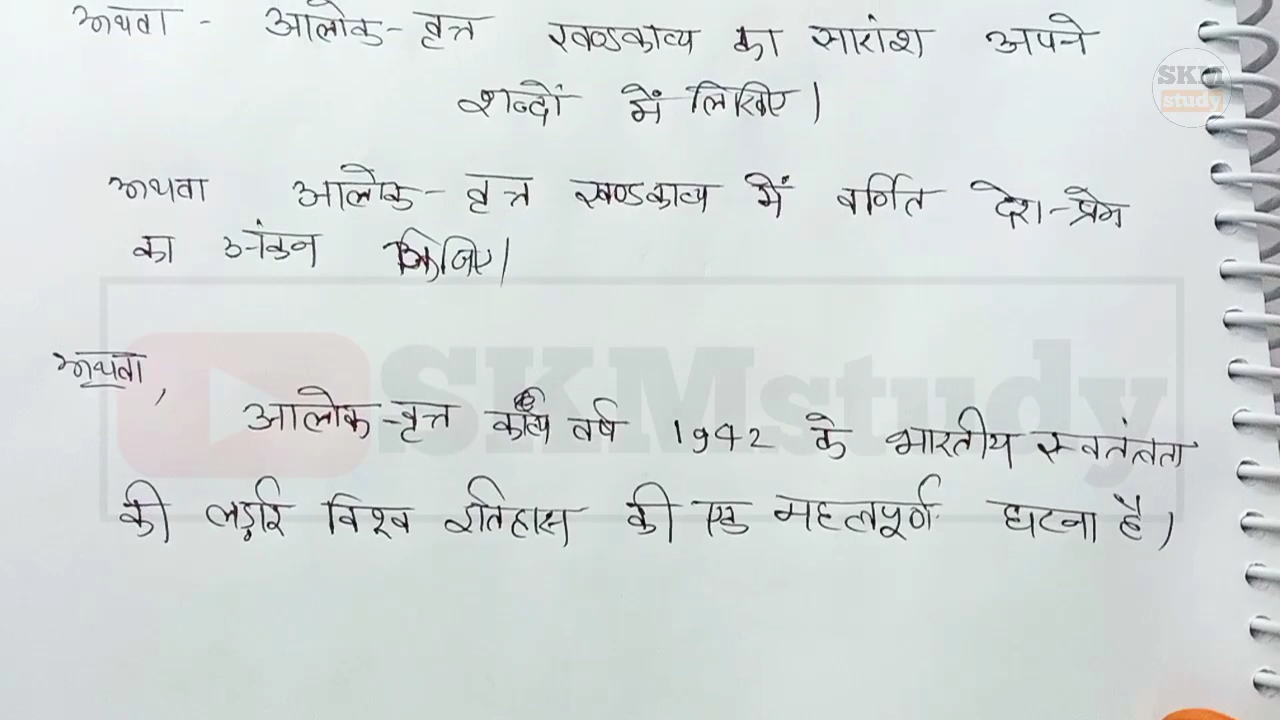 अथवा - आलोक-वृत्त खण्डकाव्य का सारांश अपने
शब्दों में लिखिए।
SKM
study
अथवा आलोक-वृत्त खण्डकाव्य में वर्णित देश-प्रेम
का अंकन किजिए।
SKMstudy
अथवा,
आलोक-वृत्त काव्य वर्ष 1942 के भारतीय स्वतंत्रता
की लड़ाई विश्व इतिहास की एक महत्वपूर्ण घटना है।